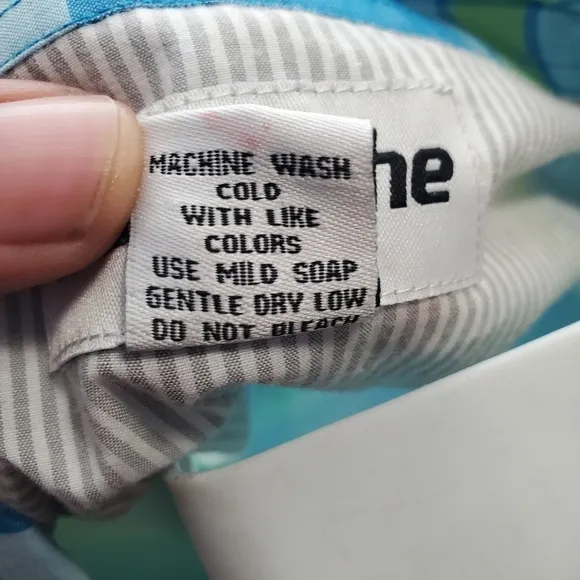 MACHINE WASH
COLD
WITH LIKE
COLORS
USE MILD SOAP
GENTLE DRY LOW
DO NOT BLEACH
he